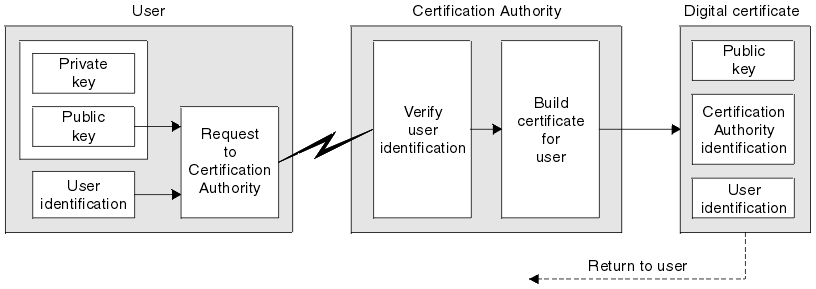 User
Certification Authority
Digital certificate
Private
key
Public
key
User
identification
Request
to
Certification
Authority
Verify
user
identification
Build
certificate
for
user
Public
key
Certification
Authority
identification
User
identification
Return to user